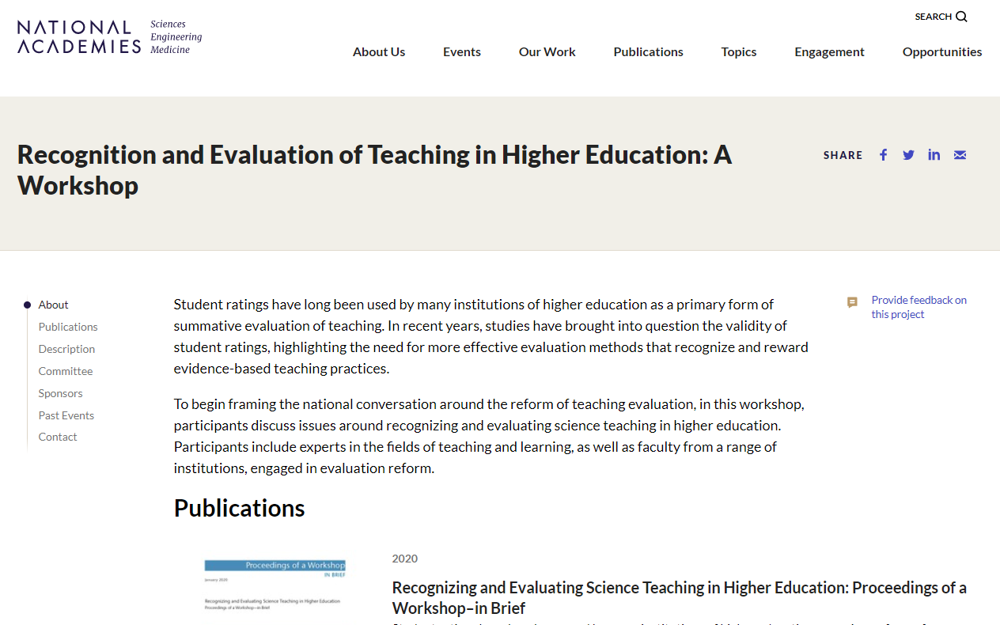 NATIONAL ACADEMIES
Sciences
Engineering
Medicine
SEARCH
About Us
Events
Our Work
Publications
Topics
Engagement
Opportunities
Recognition and Evaluation of Teaching in Higher Education: A
Workshop
SHARE
About
Publications
Description
Committee
Sponsors
Past Events
Contact
Student ratings have long been used by many institutions of higher education as a primary form of
summative evaluation of teaching. In recent years, studies have brought into question the validity of
student ratings, highlighting the need for more effective evaluation methods that recognize and reward
evidence-based teaching practices.
To begin framing the national conversation around the reform of teaching evaluation, in this workshop,
participants discuss issues around recognizing and evaluating science teaching in higher education.
Participants include experts in the fields of teaching and learning, as well as faculty from a range of
institutions, engaged in evaluation reform.
Provide feedback on
this project
Publications
Proceedings of a Workshop
IN BRIEF
January 2020
Recognizing and Evaluating Science Teaching in Higher Education
Proceedings of a Workshop—in Brief
2020
Recognizing and Evaluating Science Teaching in Higher Education: Proceedings of a
Workshop–in Brief